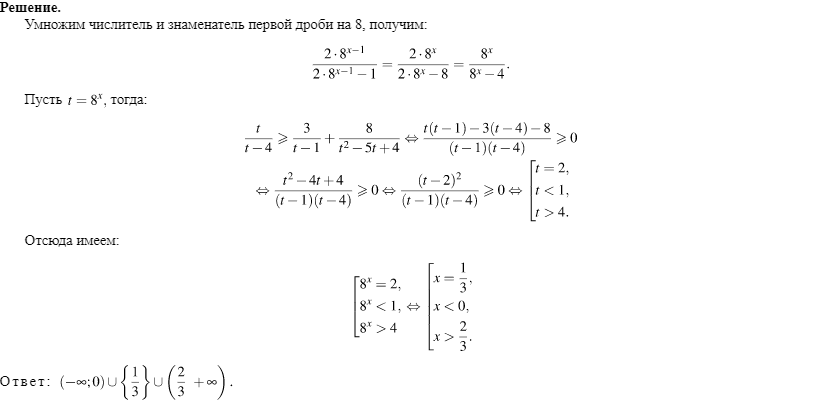 Решение.
Умножим числитель и знаменатель первой дроби на 8, получим:
\frac{2 \cdot 8^{x-1}}{2 \cdot 8^{x-1} - 1} = \frac{2 \cdot 8^x}{2 \cdot 8^x - 8} = \frac{8^x}{8^x - 4}.
Пусть t = 8^x, тогда:
\frac{t}{t-4} \geqslant \frac{3}{t-1} + \frac{8}{t^2 - 5t + 4} \Leftrightarrow \frac{t(t-1) - 3(t-4) - 8}{(t-1)(t-4)} \geqslant 0
\Leftrightarrow \frac{t^2 - 4t + 4}{(t-1)(t-4)} \geqslant 0 \Leftrightarrow \frac{(t-2)^2}{(t-1)(t-4)} \geqslant 0 \Leftrightarrow \left[ \begin{array}{l} t = 2, \\ t < 1, \\ t > 4. \end{array} \right.
Отсюда имеем:
\left[ \begin{array}{l} 8^x = 2, \\ 8^x < 1, \\ 8^x > 4 \end{array} \right. \Leftrightarrow \left[ \begin{array}{l} x = \frac{1}{3}, \\ x < 0, \\ x > \frac{2}{3}. \end{array} \right.
Ответ: (-\infty; 0) \cup \left\{ \frac{1}{3} \right\} \cup \left( \frac{2}{3} \ +\infty \right).